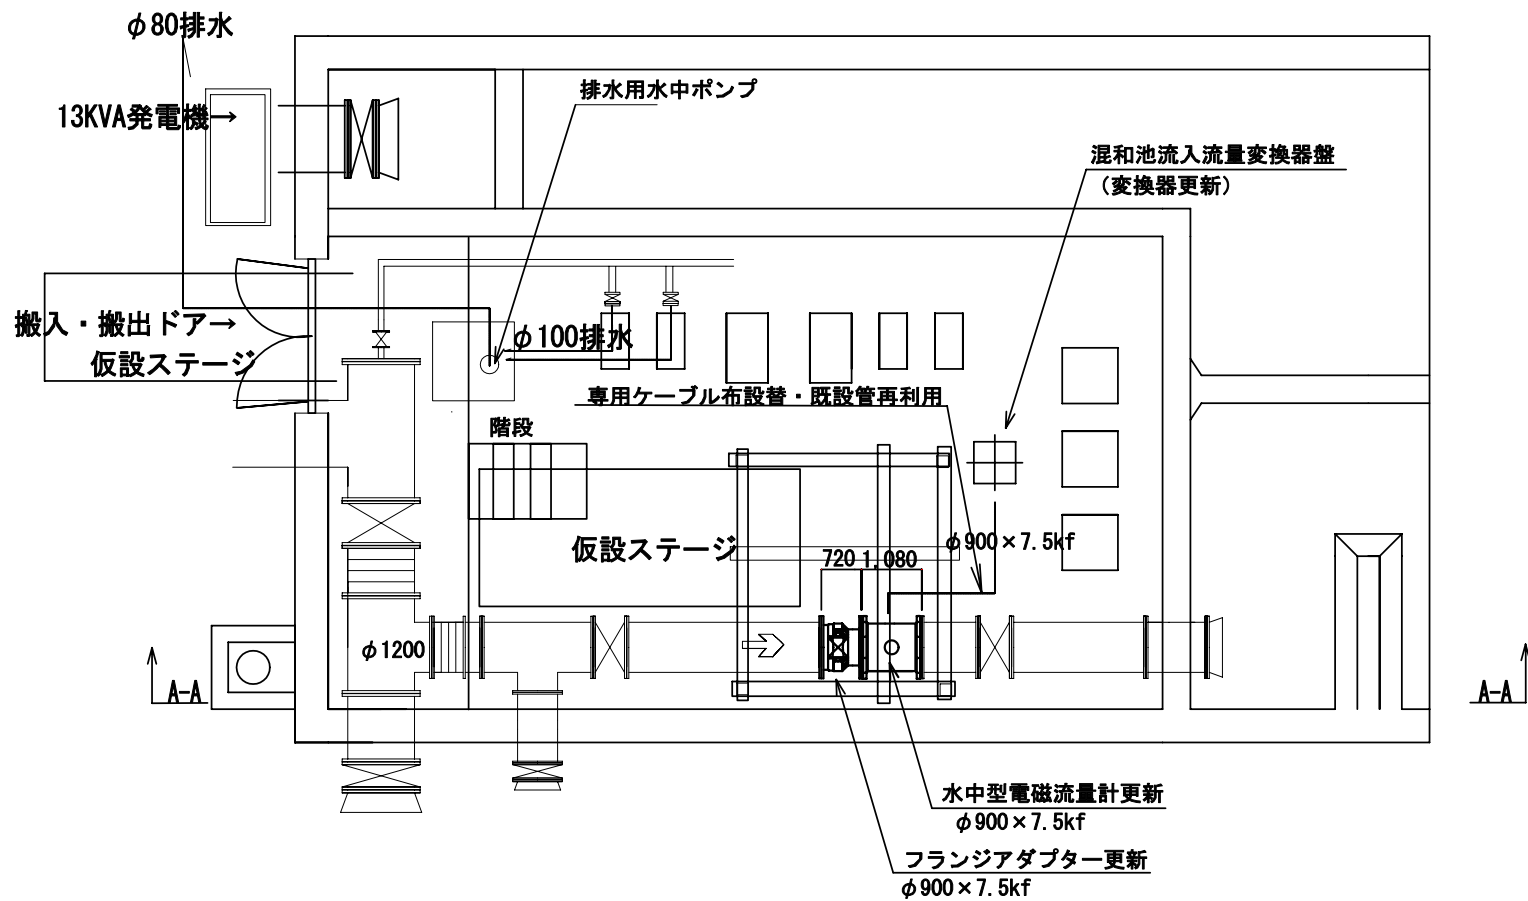 φ80排水
13KVA発電機→
排水用水中ポンプ
混和池流入流量変換器盤
（変換器更新）
搬入・搬出ドア→
仮設ステージ
φ100排水
専用ケーブル布設替・既設管再利用
階段
仮設ステージ
φ900×7.5kf
720
1,080
φ1200
A-A
A-A
水中型電磁流量計更新
φ900×7.5kf
フランジアダプター更新
φ900×7.5kf